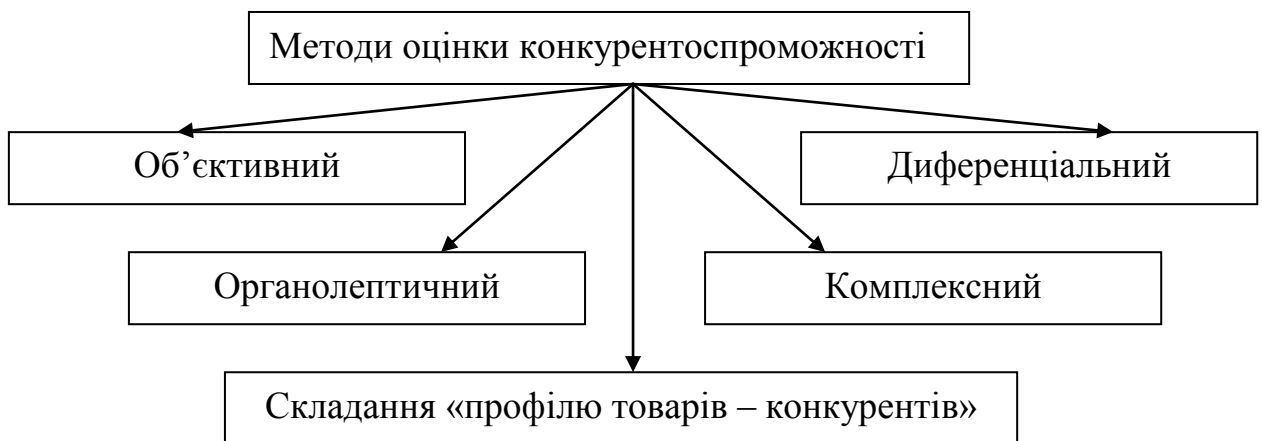 Методи оцінки конкурентоспроможності
Об’єктивний
Диференціальний
Органолептичний
Комплексний
Складання «профілю товарів – конкурентів»